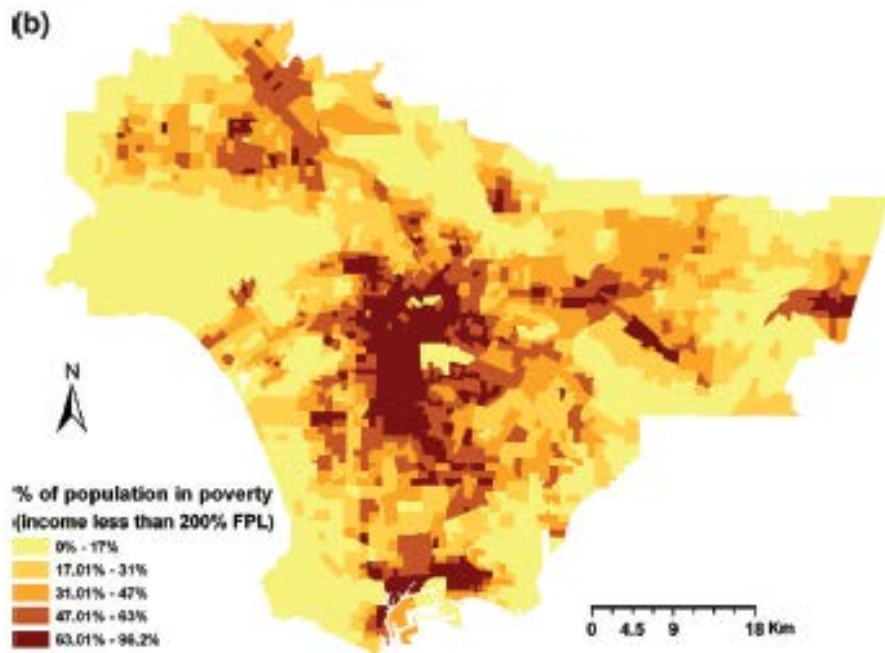 (b)
N
% of population in poverty
(income less than 200% FPL)
0% - 17%
17.01% - 31%
31.01% - 47%
47.01% - 63%
63.01% - 96.2%
0 4.5 9 18 Km